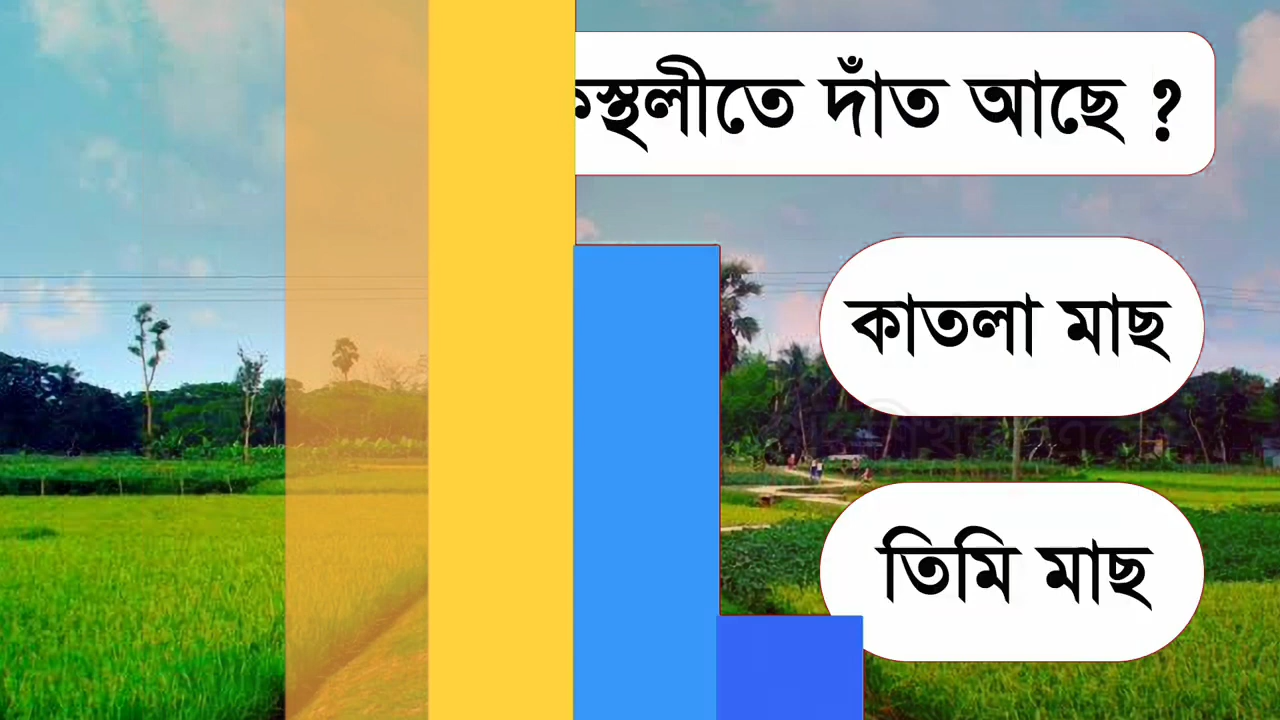 স্থলীতে দাঁত আছে ?
কাতলা মাছ
তিমি মাছ